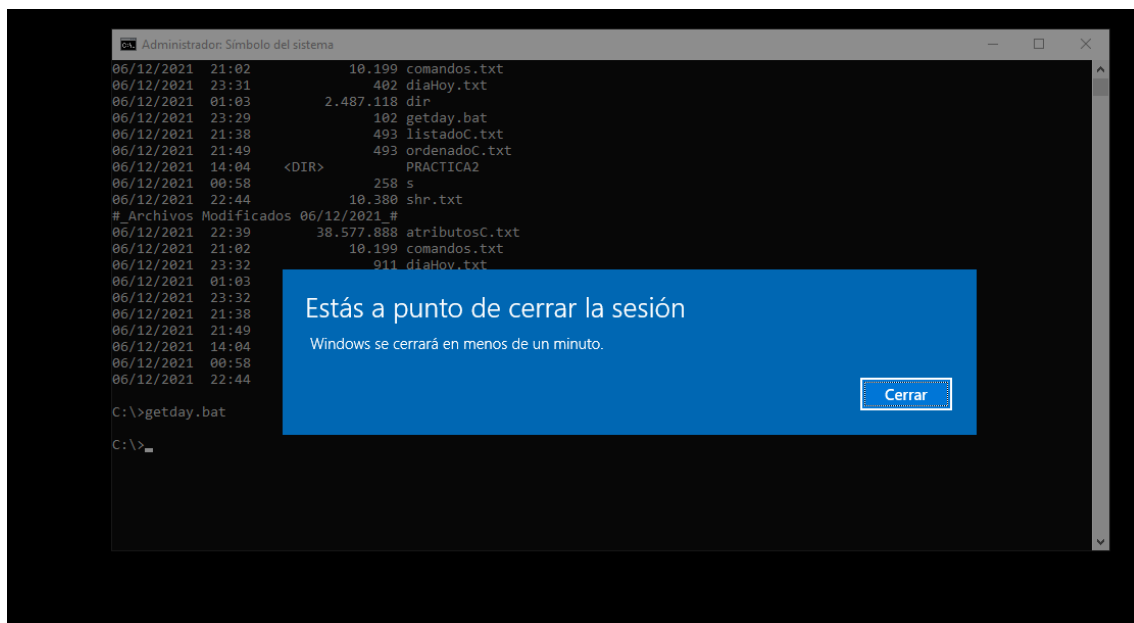 Administrador: Símbolo del sistema
06/12/2021  21:02            10.199 comandos.txt
06/12/2021  23:31               402 diaHoy.txt
06/12/2021  01:03         2.487.118 dir
06/12/2021  23:29               102 getday.bat
06/12/2021  21:38               493 listadoC.txt
06/12/2021  21:49               493 ordenadoC.txt
06/12/2021  14:04    <DIR>          PRACTICA2
06/12/2021  00:58               258 s
06/12/2021  22:44            10.380 shr.txt
#_Archivos Modificados 06/12/2021_#
06/12/2021  22:39        38.577.888 atributosC.txt
06/12/2021  21:02            10.199 comandos.txt
06/12/2021  23:32               911 diaHoy.txt
06/12/2021  01:03
06/12/2021  23:32
06/12/2021  21:38
06/12/2021  21:49
06/12/2021  14:04
06/12/2021  00:58
06/12/2021  22:44
Estás a punto de cerrar la sesión
Windows se cerrará en menos de un minuto.
Cerrar
C:\>getday.bat
C:\>